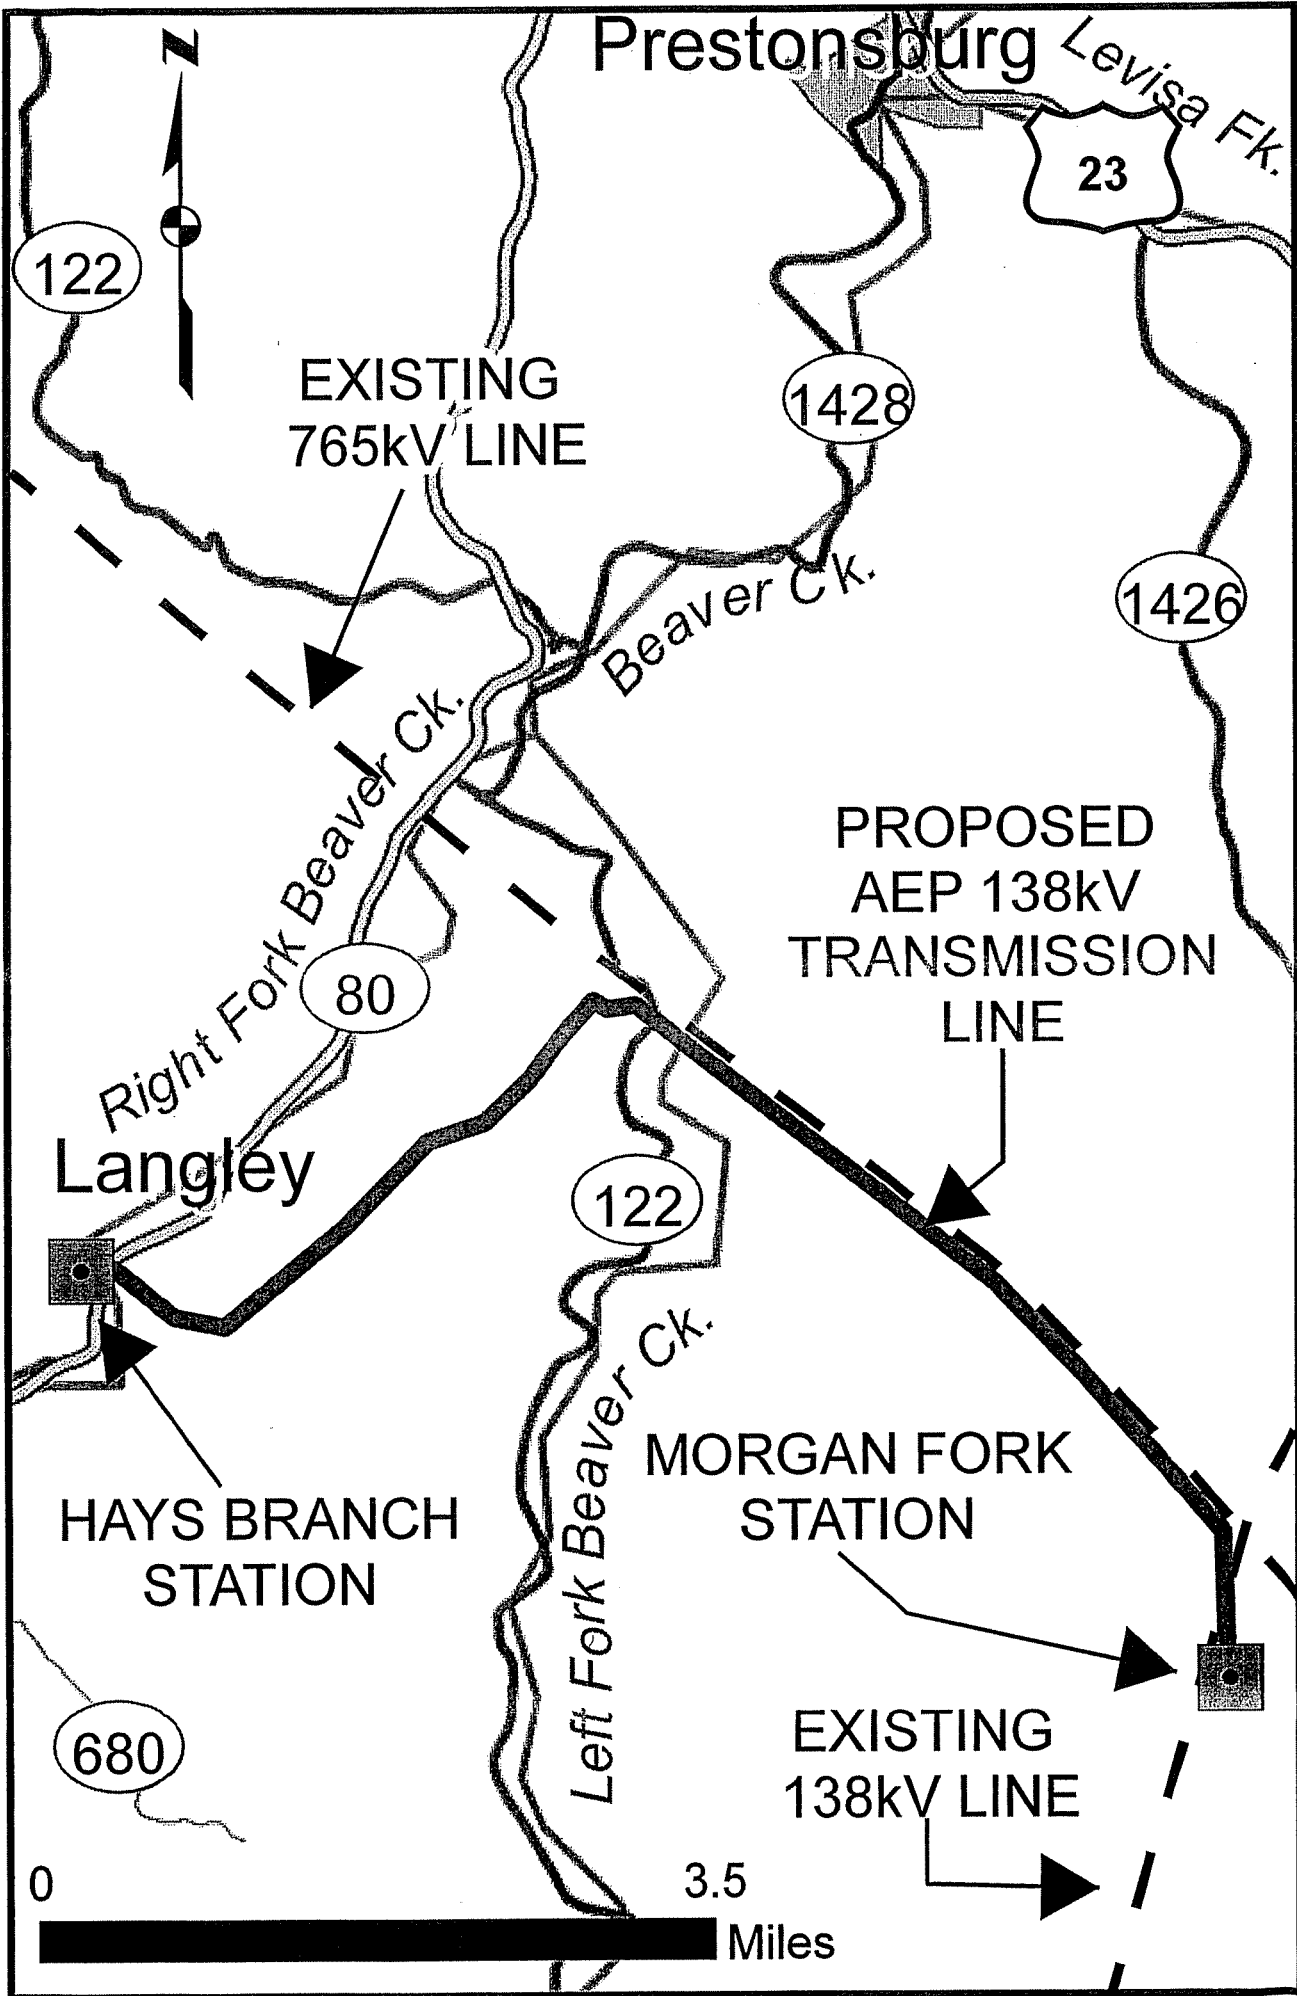 N
Prestonsburg
Levisa Fk.
23
122
EXISTING
765kV LINE
1428
Beaver Ck.
1426
Right Fork Beaver Ck.
PROPOSED
AEP 138kV
TRANSMISSION
LINE
80
Langley
122
Left Fork Beaver Ck.
MORGAN FORK
STATION
HAYS BRANCH
STATION
680
EXISTING
138kV LINE
0
3.5
Miles